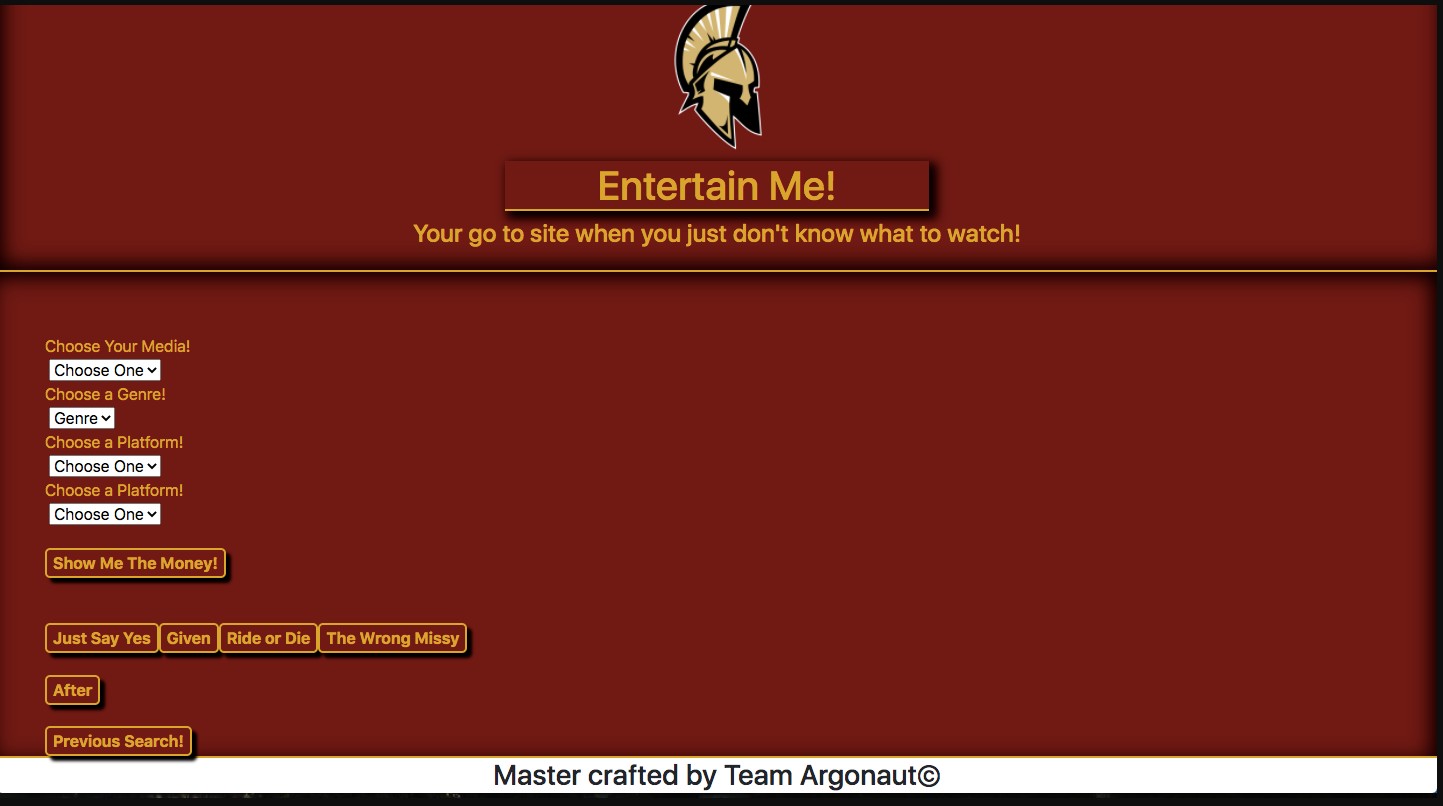 Entertain Me!
Your go to site when you just don't know what to watch!
Choose Your Media!
Choose One
Choose a Genre!
Genre
Choose a Platform!
Choose One
Choose a Platform!
Choose One
Show Me The Money!
Just Say Yes Given Ride or Die The Wrong Missy
After
Previous Search!
Master crafted by Team Argonaut©